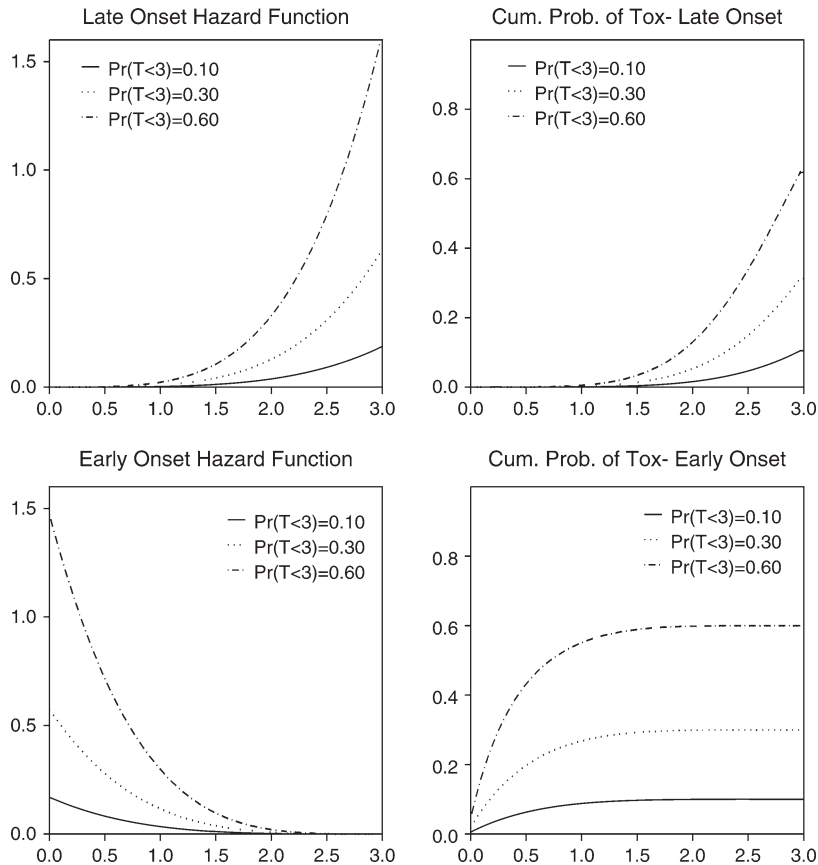 Late Onset Hazard Function
1.5
1.0
0.5
0.0
Pr(T<3)=0.10
Pr(T<3)=0.30
Pr(T<3)=0.60
0.0 0.5 1.0 1.5 2.0 2.5 3.0
Cum. Prob. of Tox- Late Onset
0.8
0.6
0.4
0.2
0.0
Pr(T<3)=0.10
Pr(T<3)=0.30
Pr(T<3)=0.60
0.0 0.5 1.0 1.5 2.0 2.5 3.0
Early Onset Hazard Function
1.5
1.0
0.5
0.0
Pr(T<3)=0.10
Pr(T<3)=0.30
Pr(T<3)=0.60
0.0 0.5 1.0 1.5 2.0 2.5 3.0
Cum. Prob. of Tox- Early Onset
0.8
0.6
0.4
0.2
0.0
Pr(T<3)=0.10
Pr(T<3)=0.30
Pr(T<3)=0.60
0.0 0.5 1.0 1.5 2.0 2.5 3.0